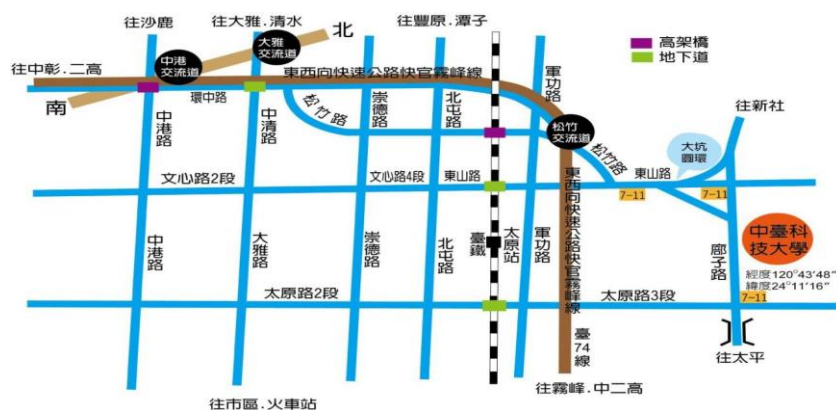 往沙鹿
往大雅.清水
往豐原.潭子
北
大雅
交流道
中港
交流道
高架橋
地下道
往中彰.二高
東西向快速公路快官霧峰線
軍功路
南
環中路
松竹路
崇德路
北屯路
往新社
中港路
中清路
松竹
交流道
松竹路
大坑
圓環
文心路2段
文心路4段
東山路
東山路
7-11
7-11
中港路
大雅路
崇德路
北屯路
臺鐵
太原站
軍功路
東西向快速公路快官霧峰線
廍子路
中臺科
技大學
經度120°43'48"
緯度24°11'16"
7-11
太原路2段
太原路3段
臺74線
往太平
往霧峰.中二高
往市區.火車站